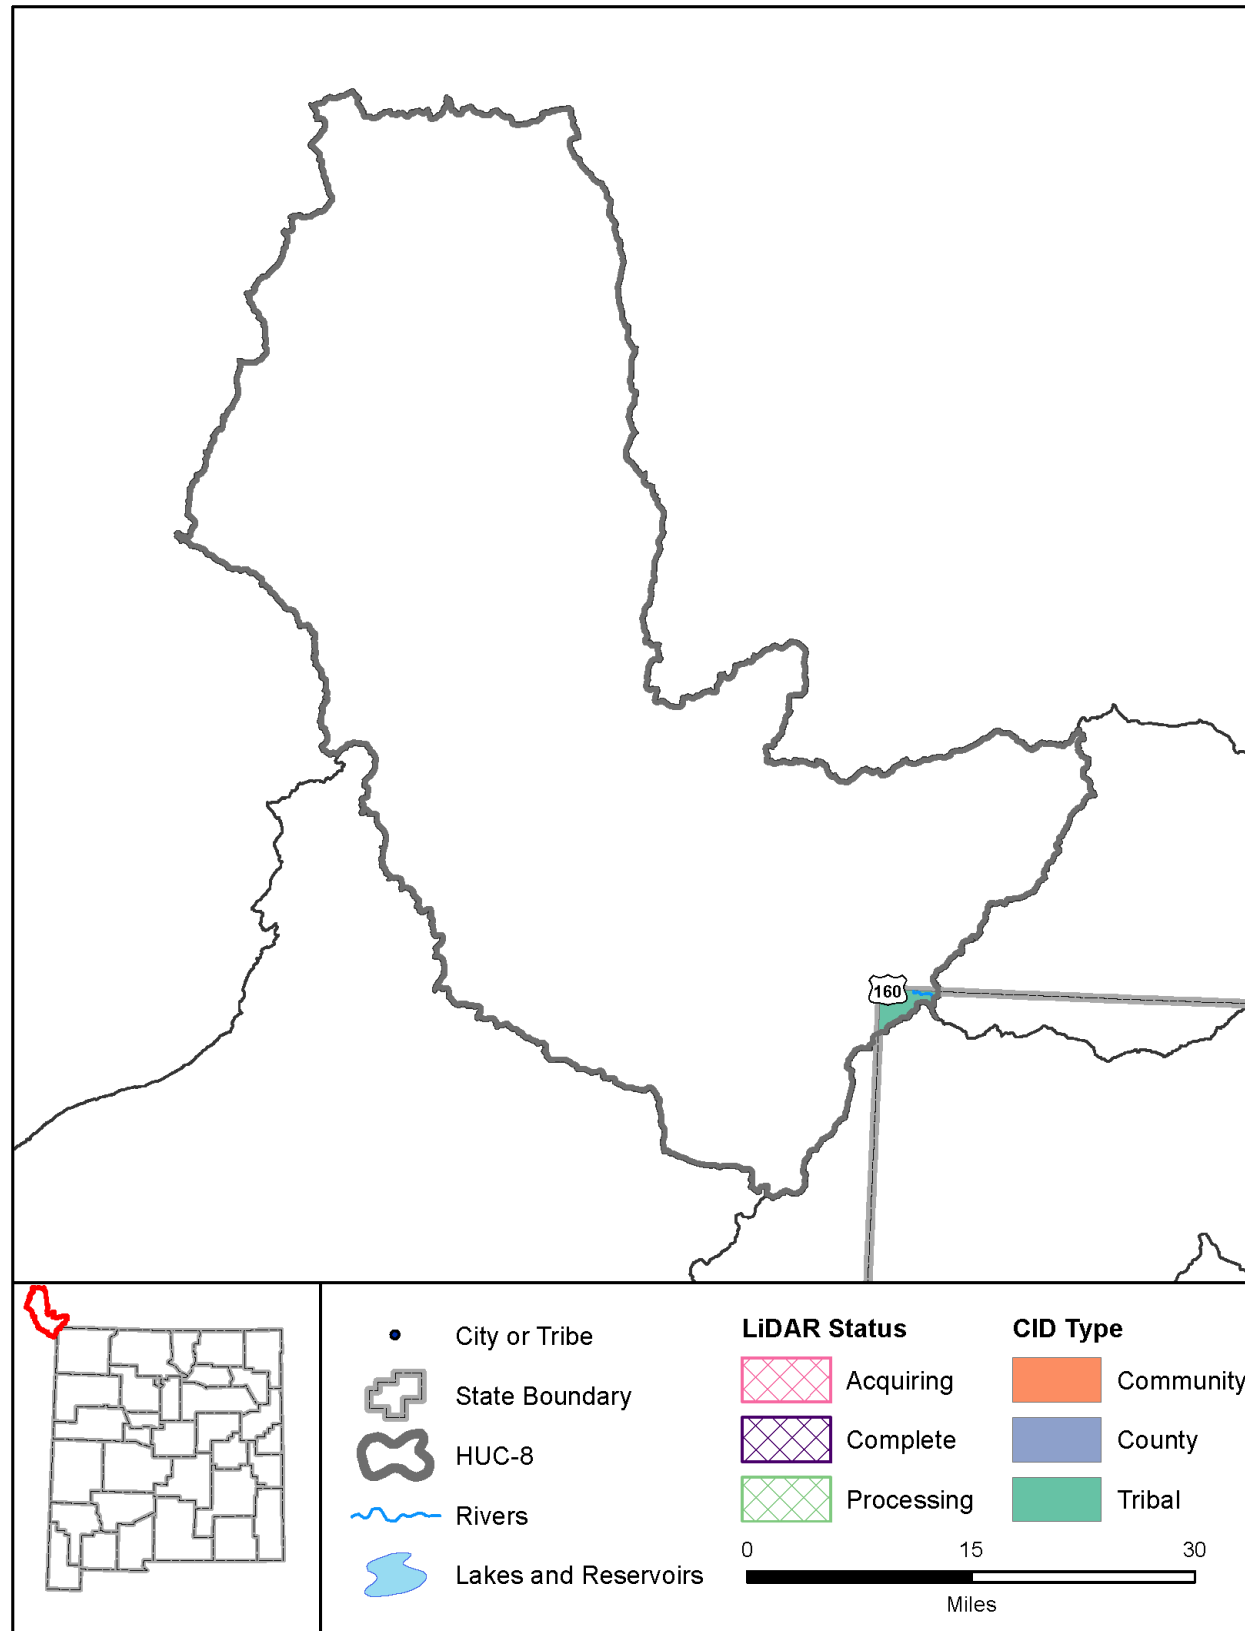 160
City or Tribe
State Boundary
HUC-8
Rivers
Lakes and Reservoirs
LiDAR Status
Acquiring
Complete
Processing
CID Type
Community
County
Tribal
0 15 30
Miles